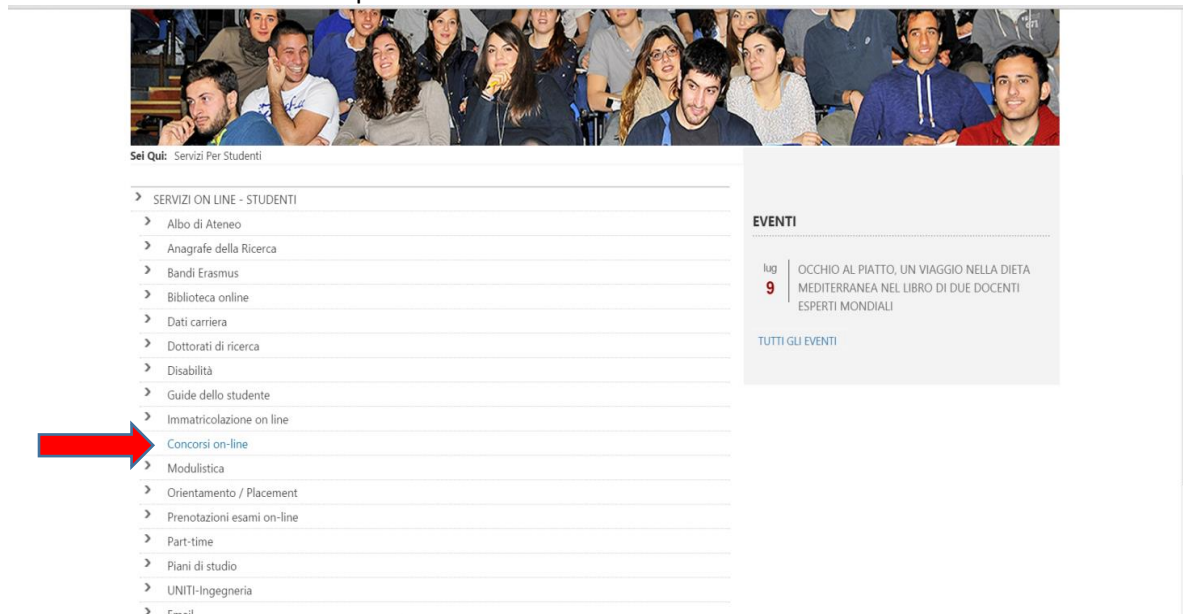 Sei Qui: Servizi Per Studenti
SERVIZI ON LINE - STUDENTI
Albo di Ateneo
Anagrafe della Ricerca
Bandi Erasmus
Biblioteca online
Dati carriera
Dottorati di ricerca
Disabilità
Guide dello studente
Immatricolazione on line
Concorsi on-line
Modulistica
Orientamento / Placement
Prenotazioni esami on-line
Part-time
Piani di studio
UNITI-Ingegneria
EVENTI
lug
9
OCCHIO AL PIATTO, UN VIAGGIO NELLA DIETA
MEDITERRANEA NEL LIBRO DI DUE DOCENTI
ESPERTI MONDIALI
TUTTI GLI EVENTI